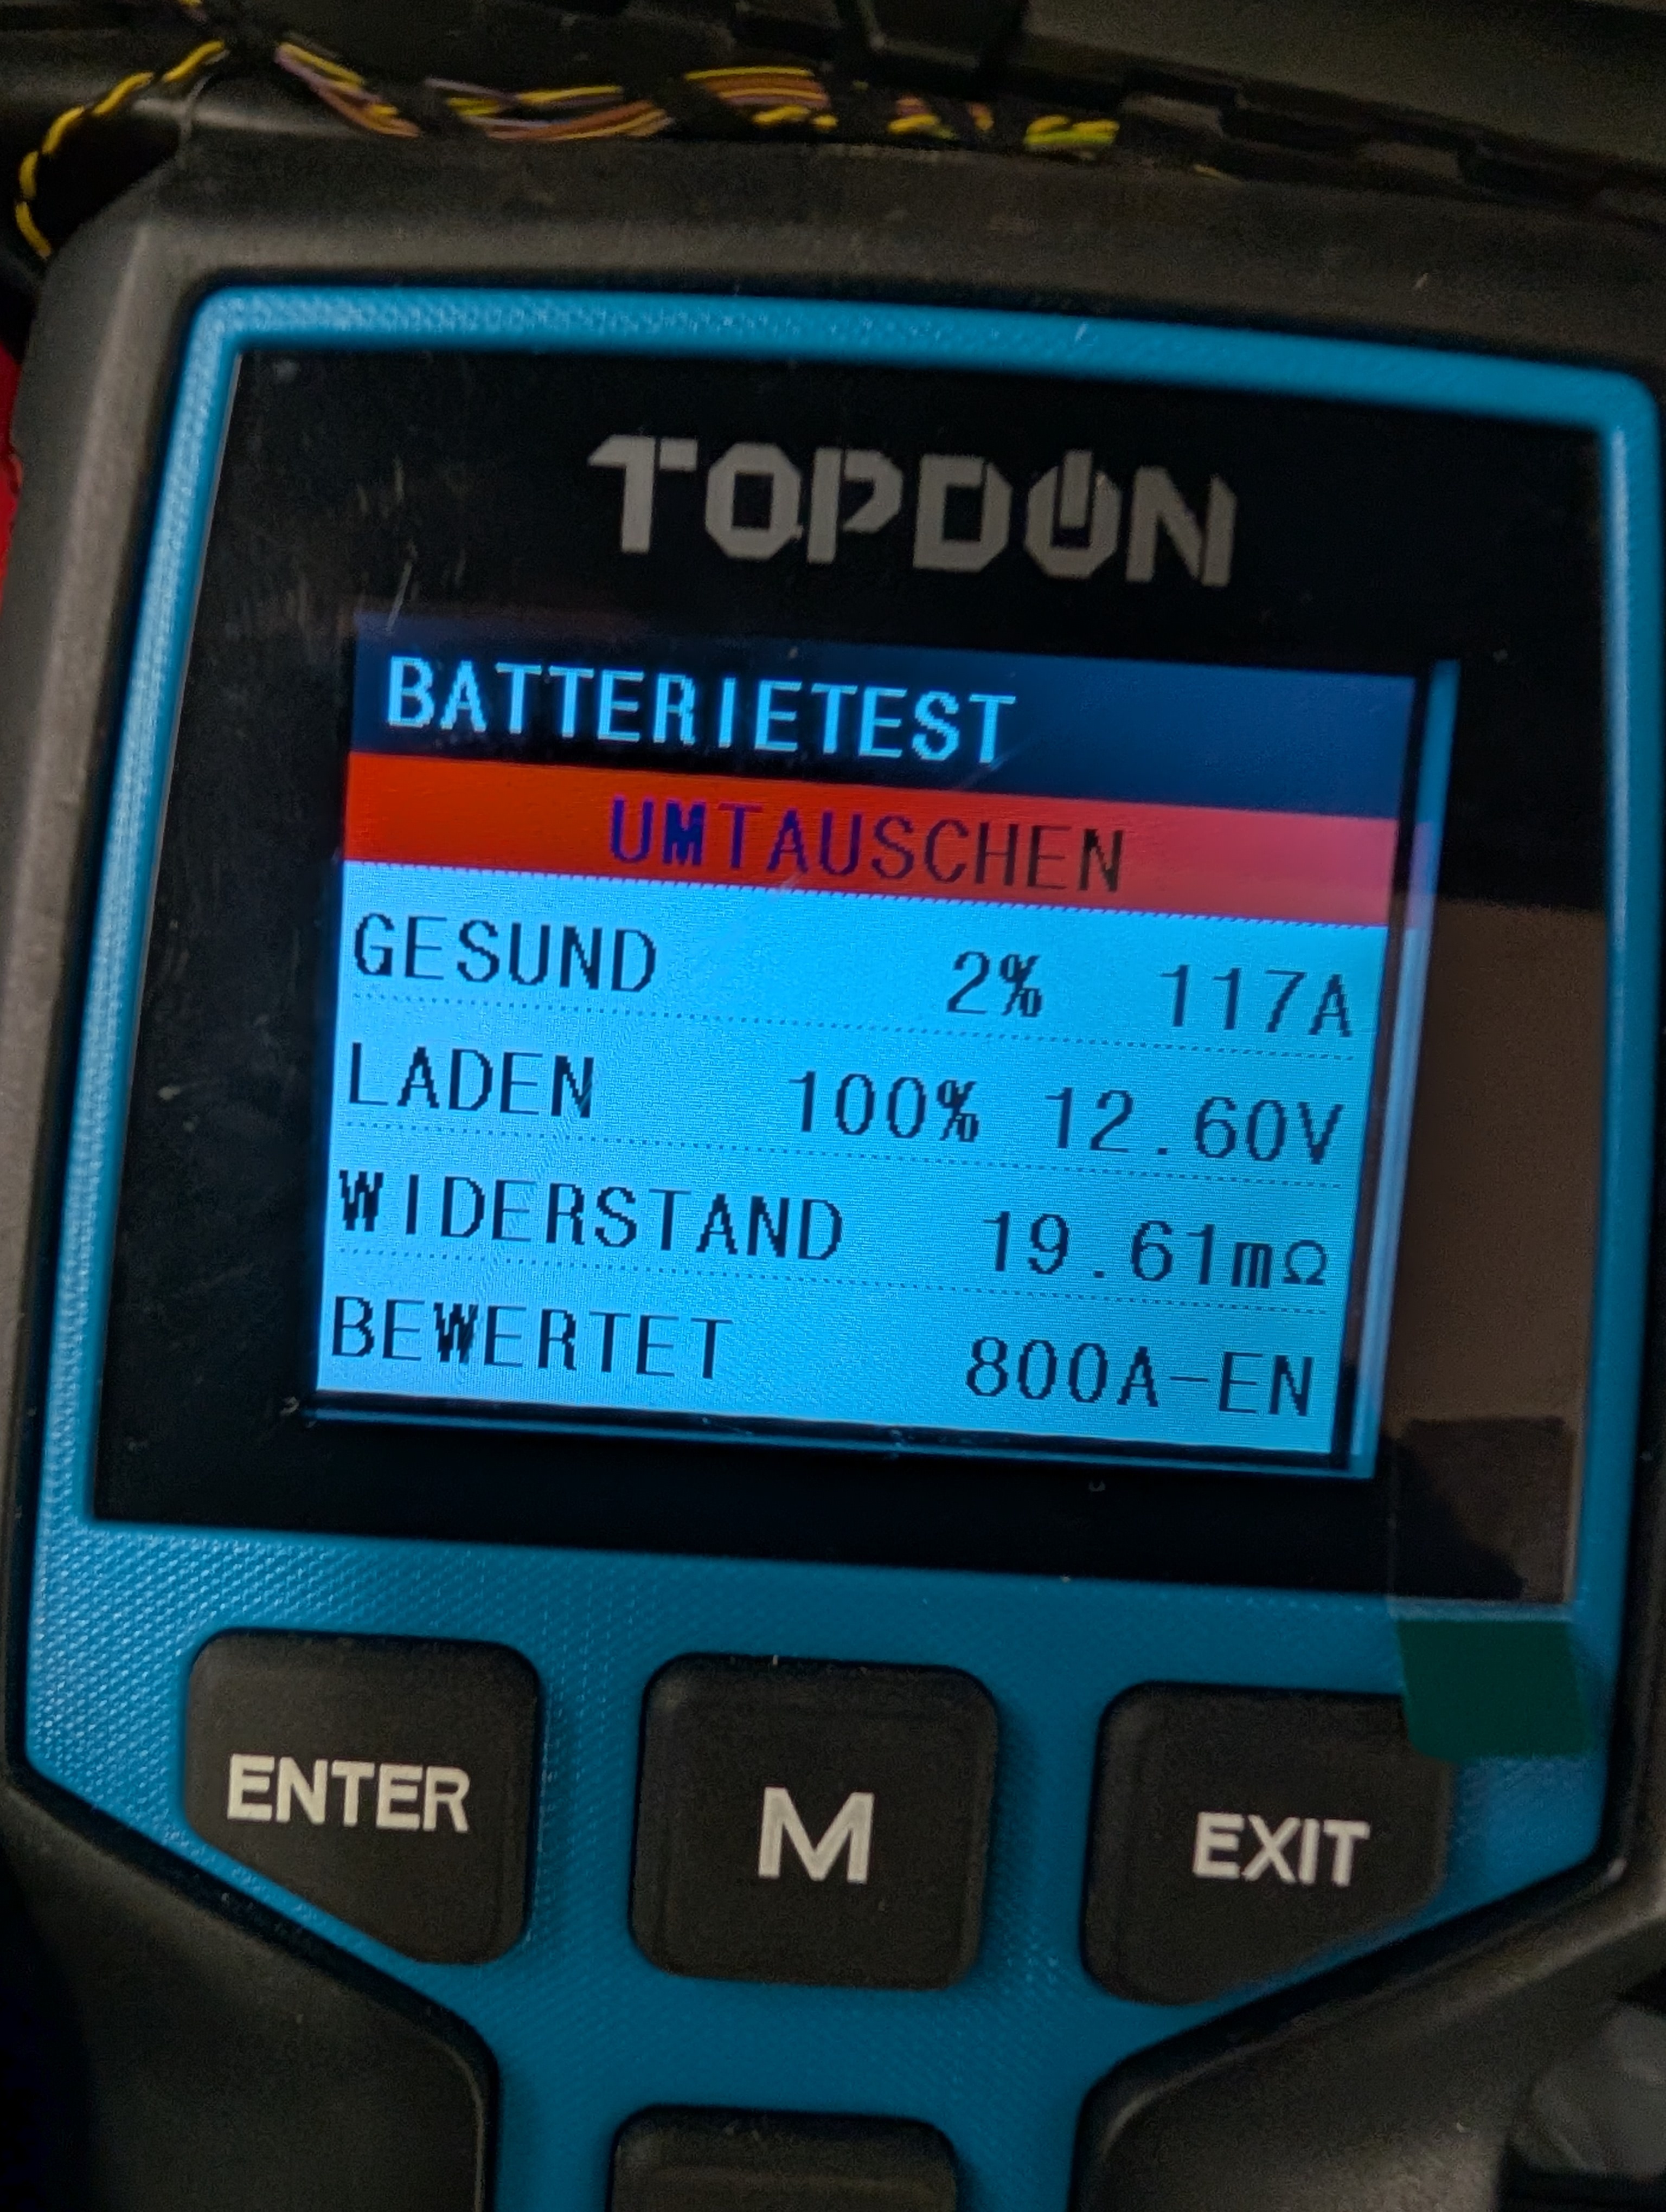 TOPDON
BATTERIETEST
UMTAUSCHEN
GESUND 2% 117A
LADEN 100% 12.60V
WIDERSTAND 19.61mΩ
BEWERTET 800A-EN
ENTER M EXIT